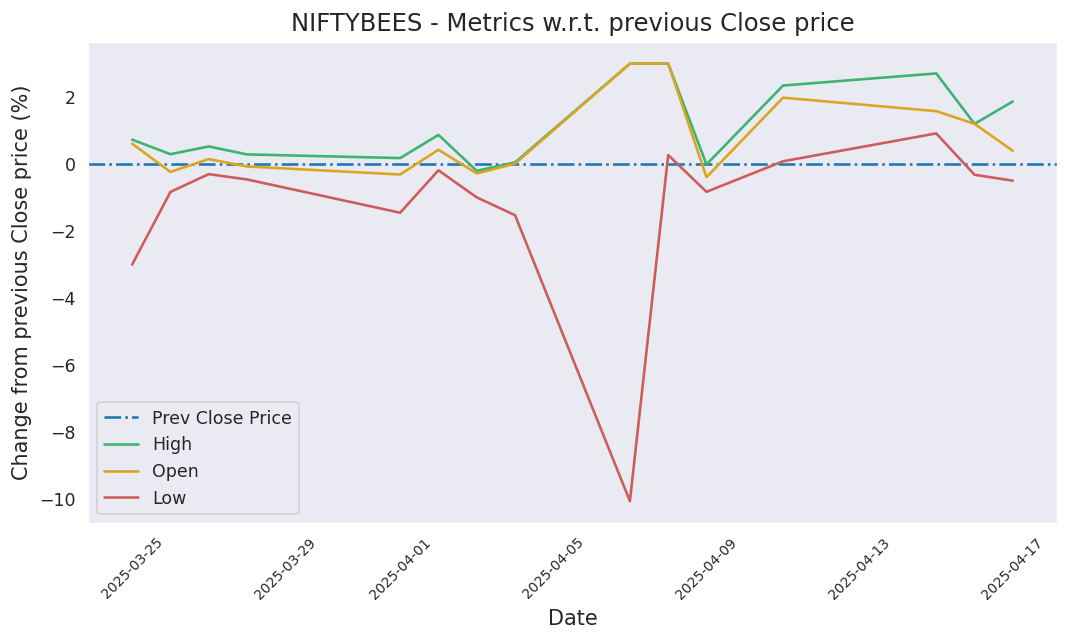 NIFTYBEES - Metrics w.r.t. previous Close price
Change from previous Close price (%)
2
0
−2
−4
−6
−8
−10
Prev Close Price
High
Open
Low
2025-03-25
2025-03-29
2025-04-01
2025-04-05
2025-04-09
2025-04-13
2025-04-17
Date